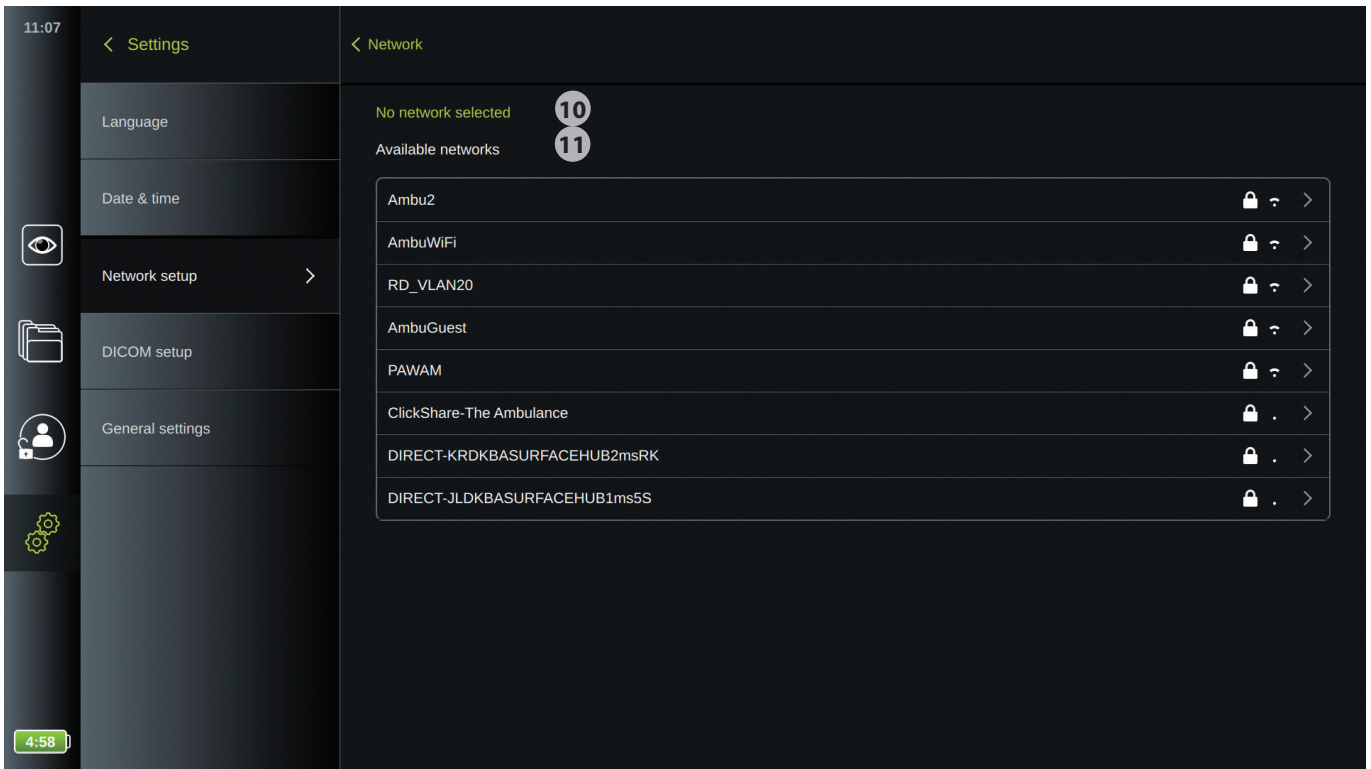 11:07
Settings
Network
Language
Date & time
Network setup
DICOM setup
General settings
No network selected 10
Available networks 11
Ambu2
AmbuWiFi
RD_VLAN20
AmbuGuest
PAWAM
ClickShare-The Ambulance
DIRECT-KRDKBASURFACEHUB2msRK
DIRECT-JLDKBASURFACEHUB1ms5S
4:58